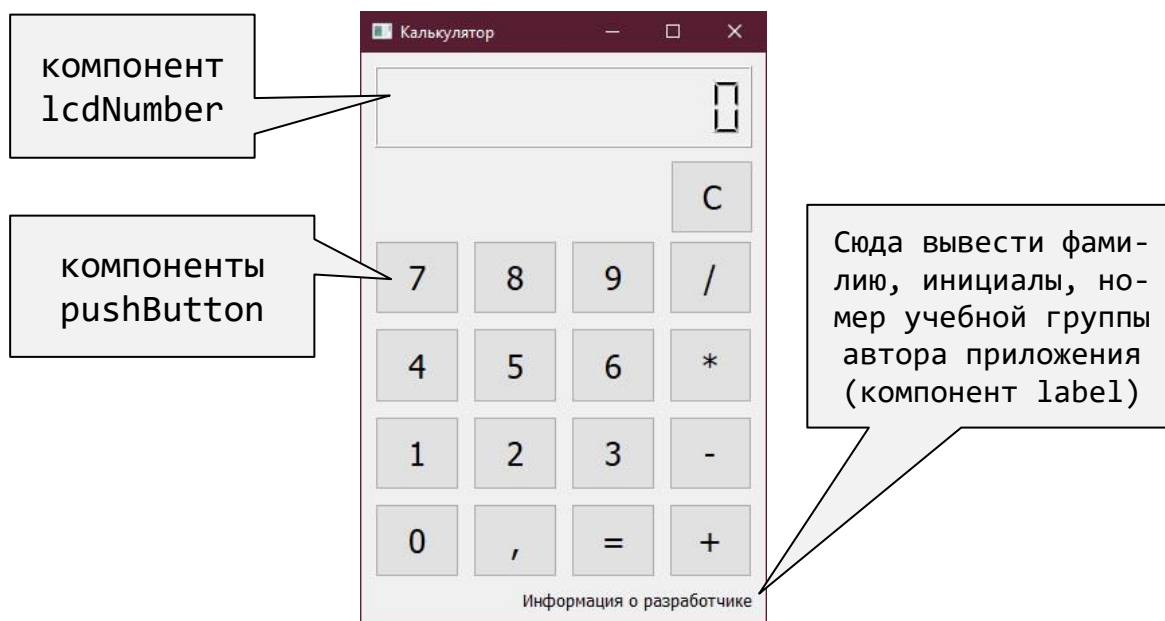 компонент
lcdNumber
компоненты
pushButton
Калькулятор
0
C
7 8 9 /
4 5 6 *
1 2 3 -
0 , = +
Информация о разработчике
Сюда вывести фами-
лию, инициалы, но-
мер учебной группы
автора приложения
(компонент label)